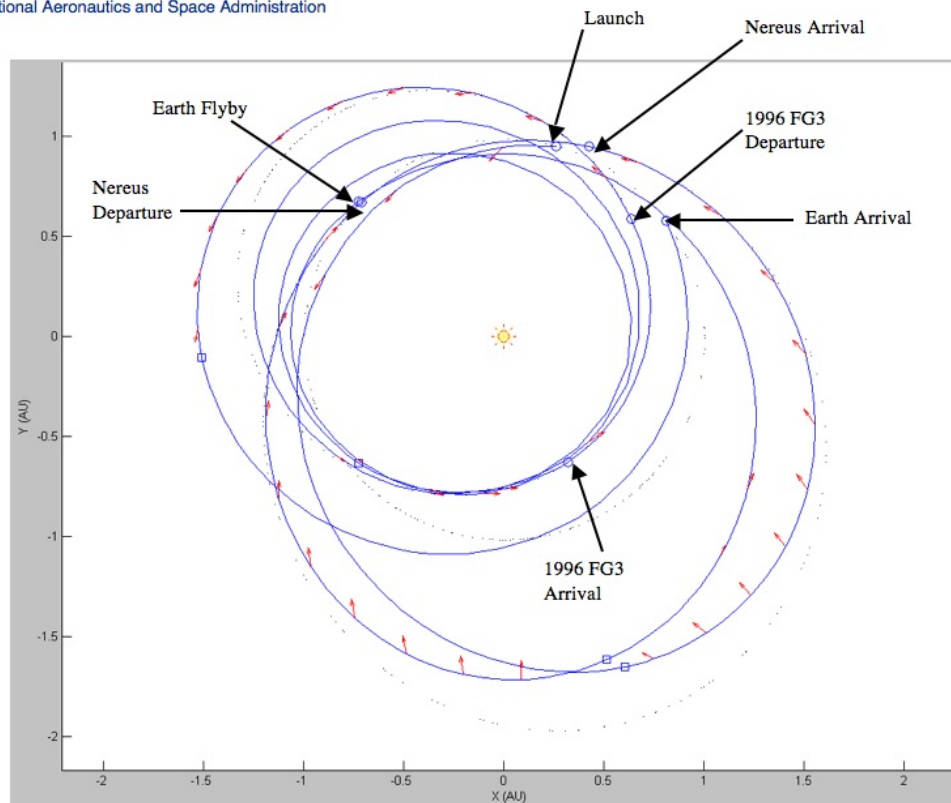 tional Aeronautics and Space Administration
Launch
Nereus Arrival
Earth Flyby
1996 FG3
Departure
Nereus
Departure
Earth Arrival
1996 FG3
Arrival
1
0.5
0
-0.5
-1
-1.5
-2
Y (AU)
-2
-1.5
-1
-0.5
0
0.5
1
1.5
2
X (AU)